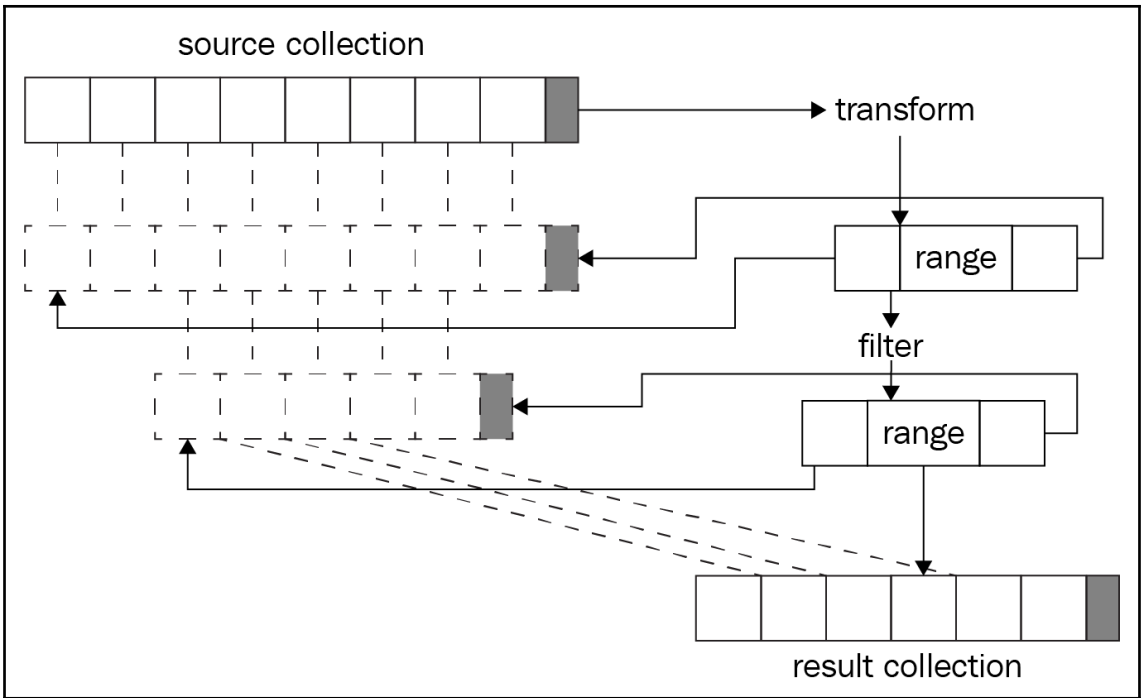 source collection
transform
range
filter
range
result collection